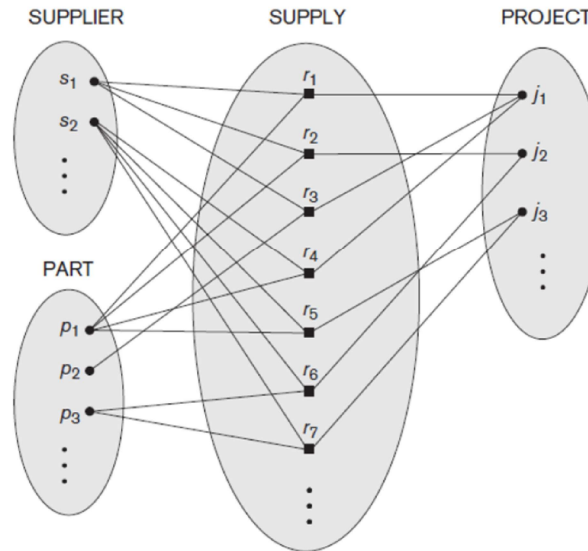 SUPPLIER
s1
s2
PART
p1
p2
p3
SUPPLY
r1
r2
r3
r4
r5
r6
r7
PROJECT
j1
j2
j3